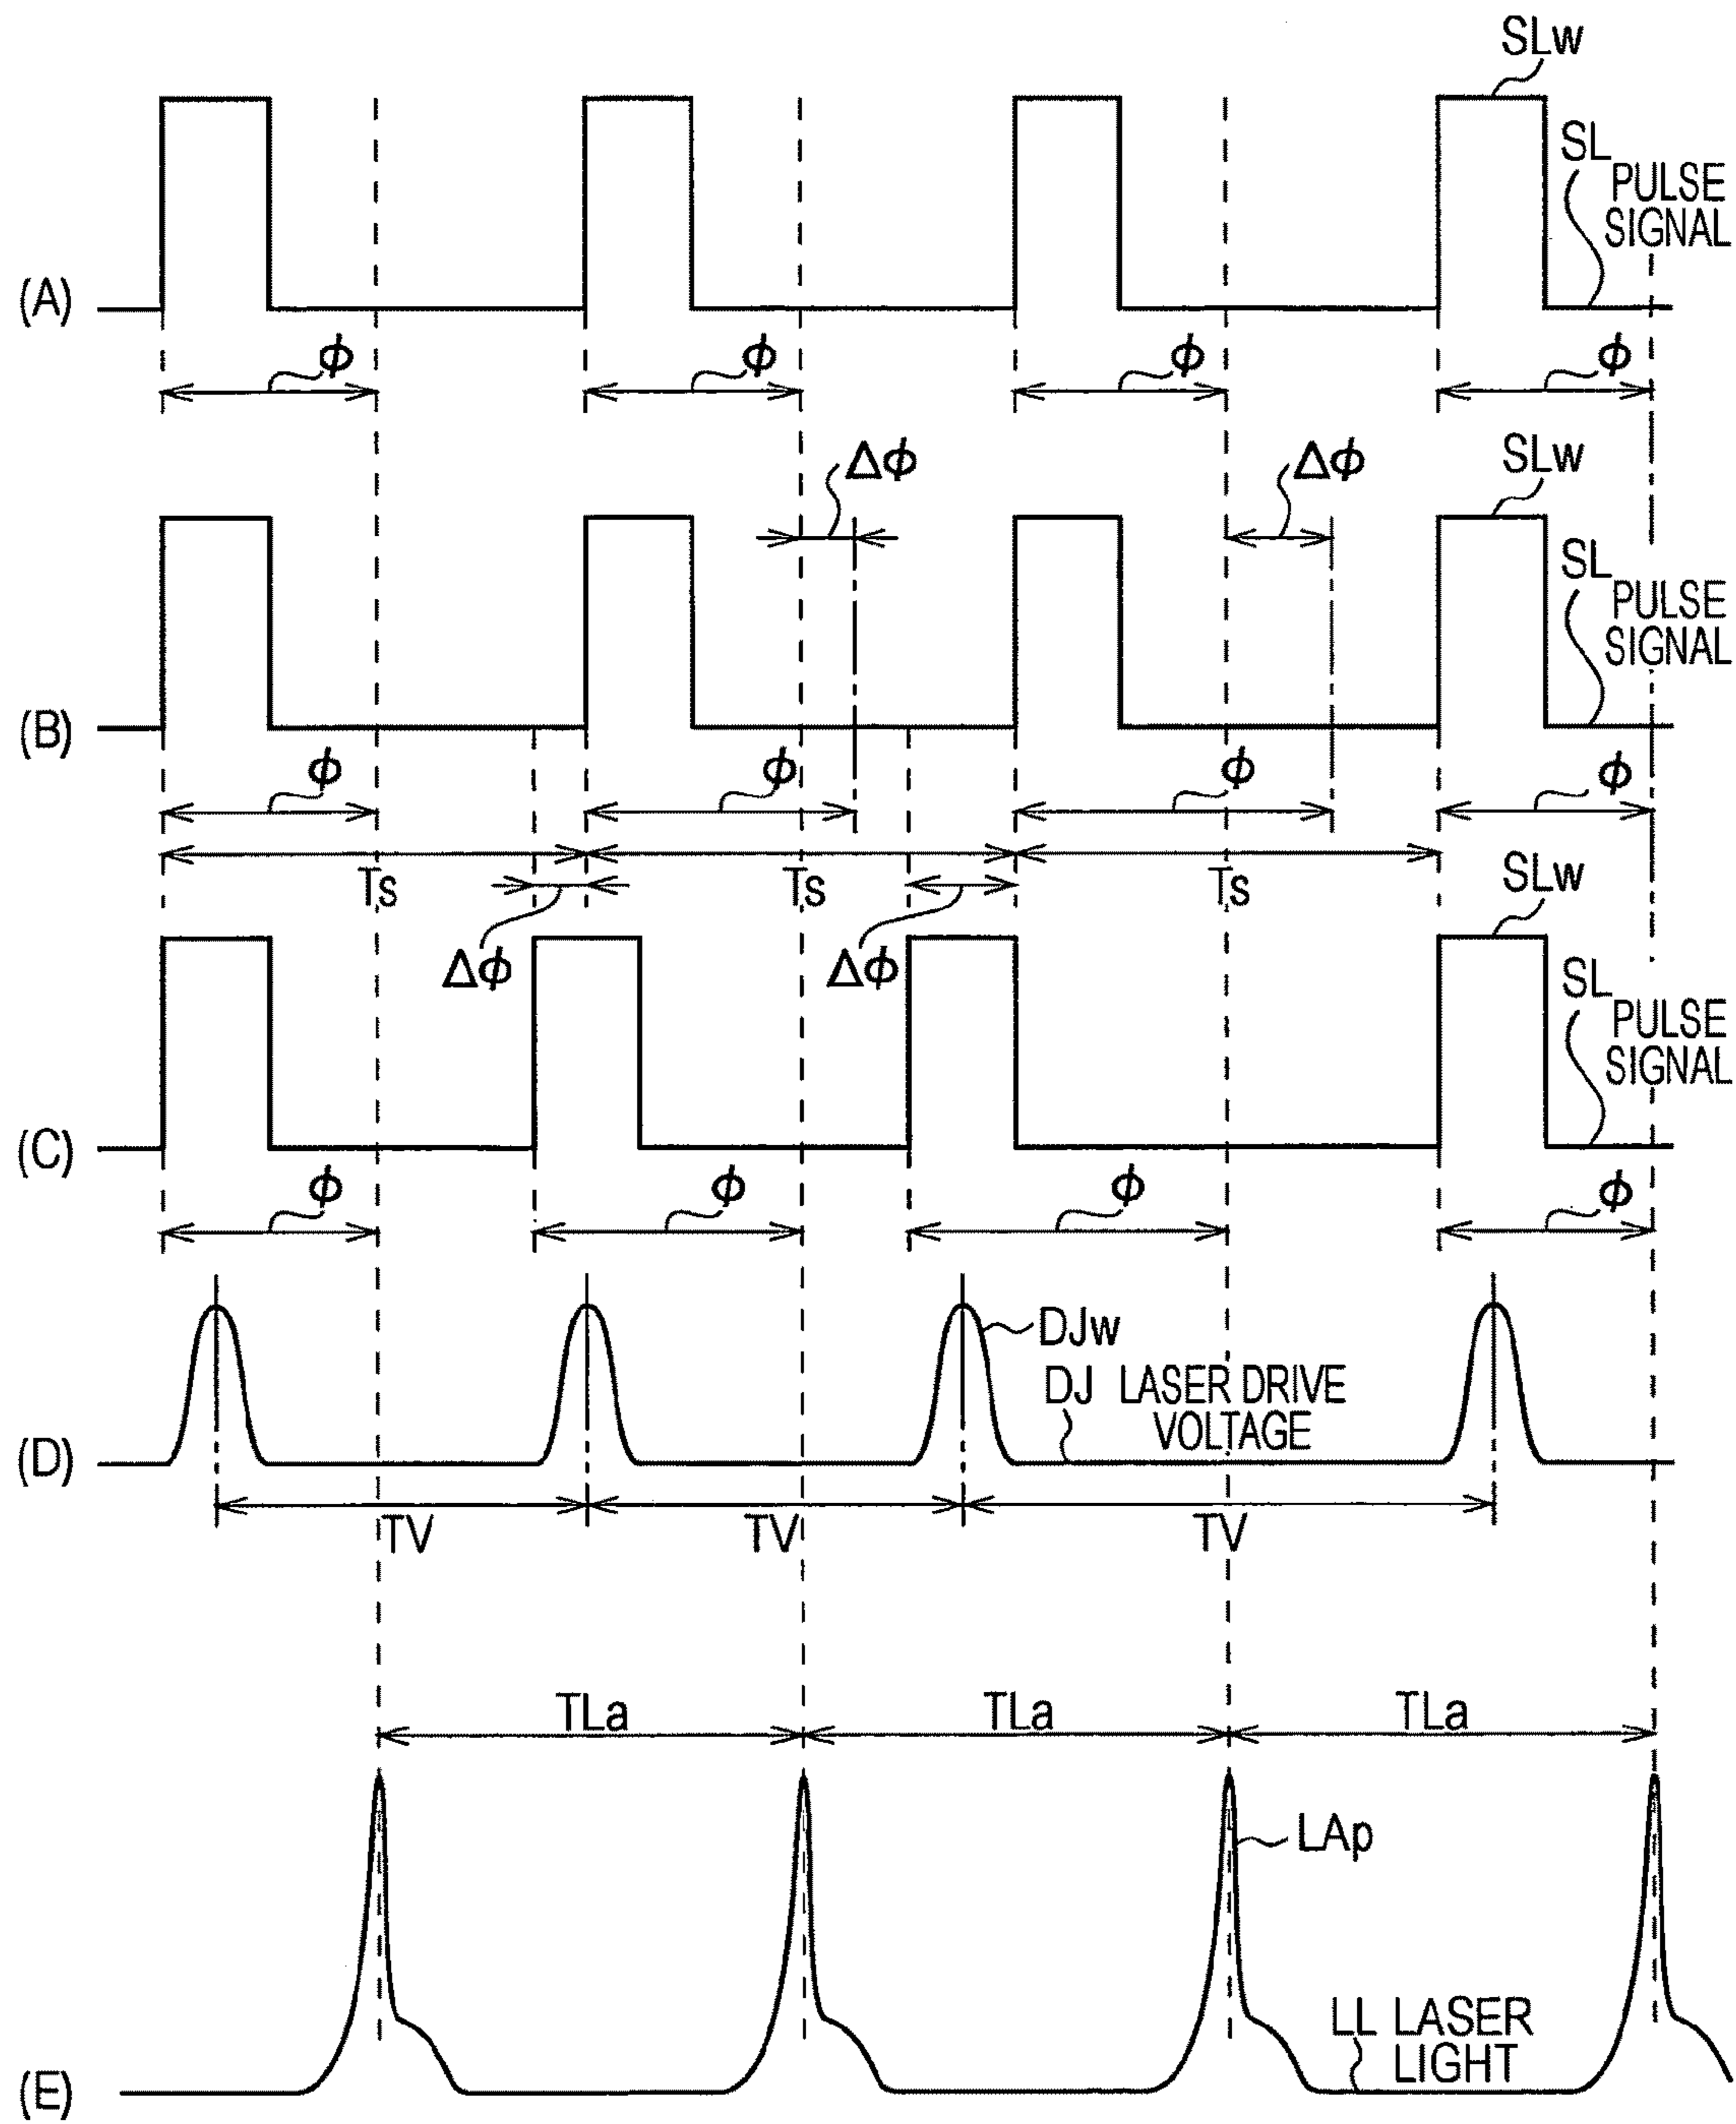 SLw
SL
PULSE
SIGNAL
(A)
ϕ ϕ ϕ ϕ
Δϕ Δϕ SLw
SL
PULSE
SIGNAL
(B)
ϕ ϕ ϕ ϕ
Ts Ts Ts
SLw
Δϕ Δϕ
SL
PULSE
SIGNAL
(C)
ϕ ϕ ϕ ϕ
DJw
DJ LASER DRIVE
VOLTAGE
(D)
TV TV TV
TLa TLa TLa
LAp
LL LASER
LIGHT
(E)